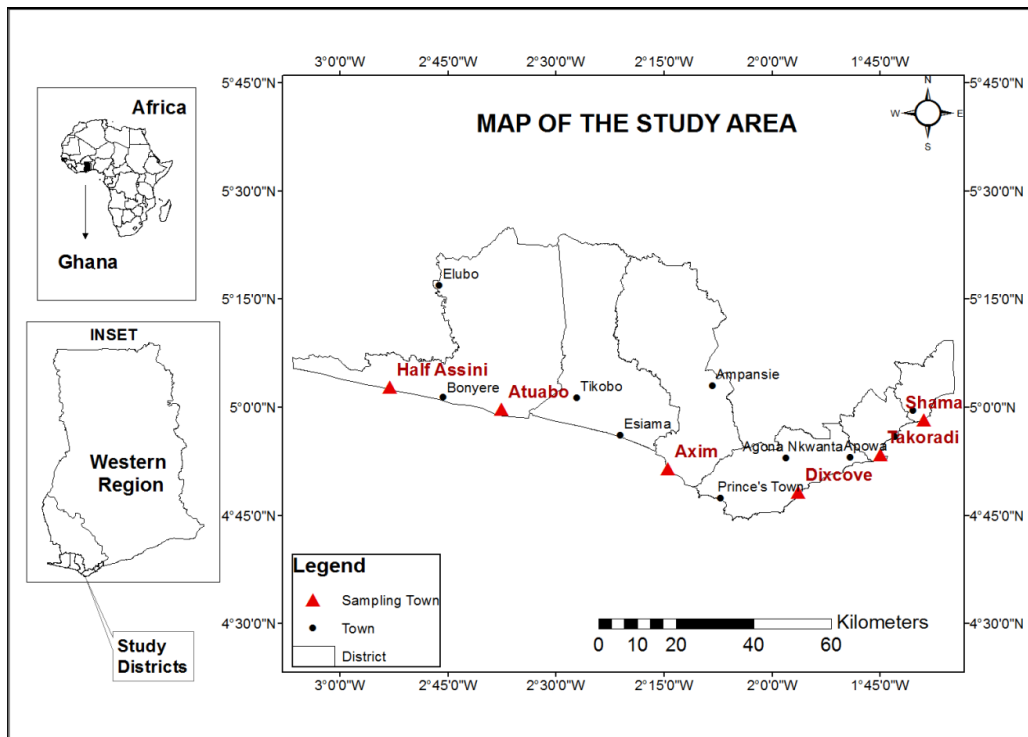 Africa
Ghana
INSET
Western
Region
Study
Districts
3°0'0"W 2°45'0"W 2°30'0"W 2°15'0"W 2°0'0"W 1°45'0"W
5°45'0"N 5°45'0"N
MAP OF THE STUDY AREA
N
W E
S
5°30'0"N 5°30'0"N
Elubo
5°15'0"N 5°15'0"N
Half Assini
Bonyere
Atuabo
Tikobo
Ampansie
Shama
5°0'0"N 5°0'0"N
Esiama
Takoradi
Axim
Agona Nkwanta
Apowa
Dixcove
Prince's Town
4°45'0"N 4°45'0"N
Legend
Sampling Town
Town
District
Kilometers
0 10 20 40 60
4°30'0"N 4°30'0"N
3°0'0"W 2°45'0"W 2°30'0"W 2°15'0"W 2°0'0"W 1°45'0"W